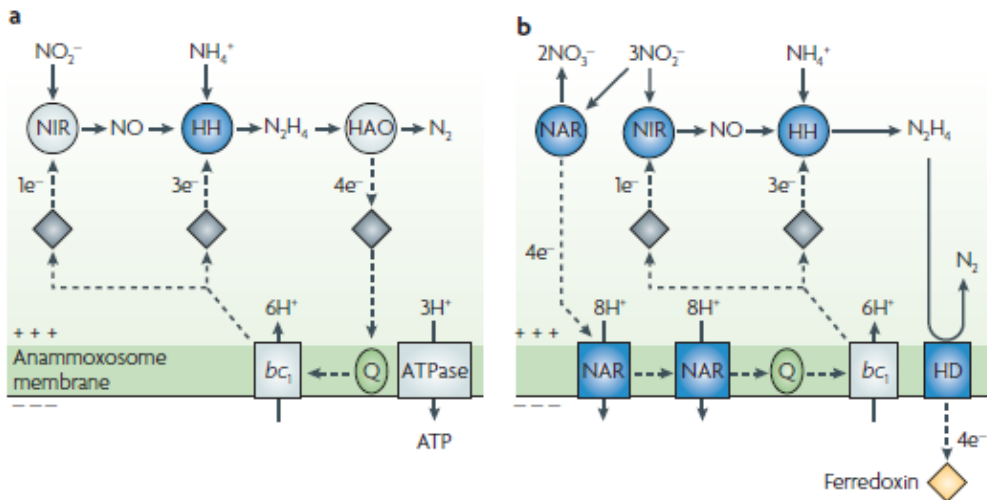 a
NO₂⁻
NH₄⁺
NIR
NO
HH
N₂H₄
HAO
N₂
1e⁻
3e⁻
4e⁻
6H⁺
3H⁺
+ + +
Anammoxosome
membrane
bc₁
Q
ATPase
_ _ _
ATP
b
2NO₃⁻
3NO₂⁻
NH₄⁺
NAR
NIR
NO
HH
N₂H₄
1e⁻
3e⁻
4e⁻
N₂
8H⁺
8H⁺
6H⁺
+ + +
NAR
NAR
Q
bc₁
HD
_ _ _
4e⁻
Ferredoxin